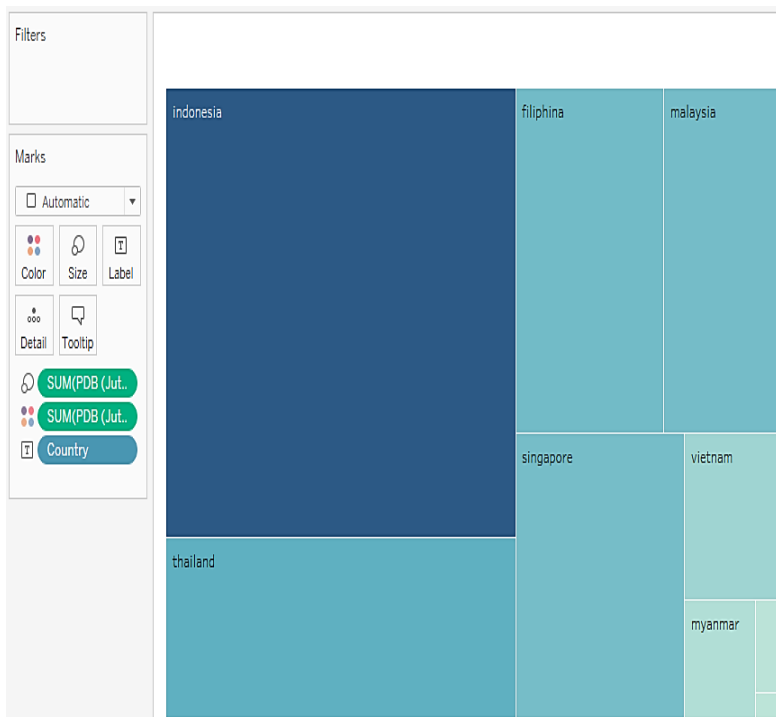 Filters
Marks
Automatic
Color
Size
Label
Detail
Tooltip
SUM(PDB (Jut..
SUM(PDB (Jut..
Country
indonesia
filiphina
malaysia
thailand
singapore
vietnam
myanmar